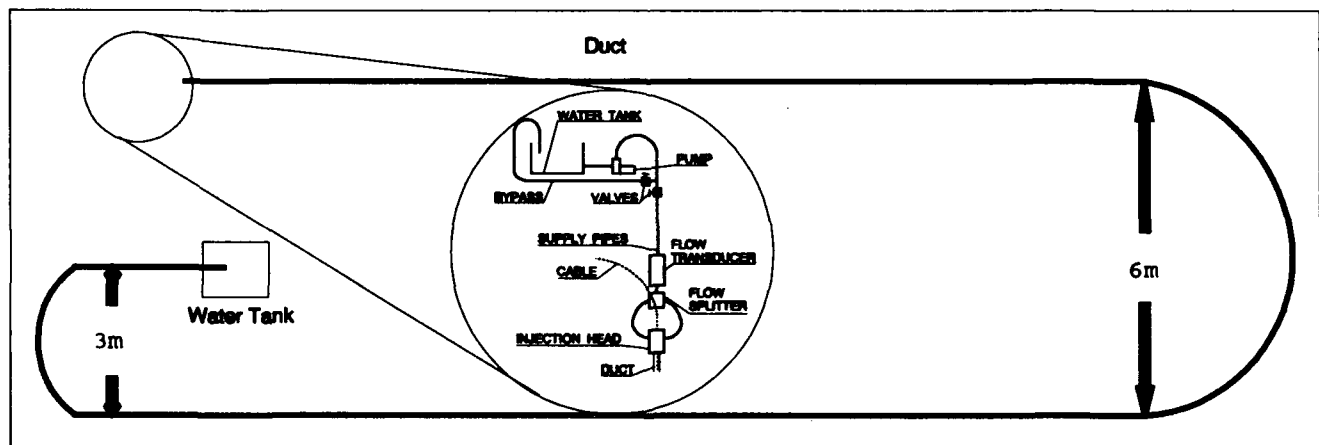 Duct
WATER TANK
PUMP
BYPASS
VALVES
SUPPLY PIPES
FLOW
TRANSDUCER
CABLE
FLOW
SPLITTER
INJECTION HEAD
DUCT
Water Tank
3m
6m